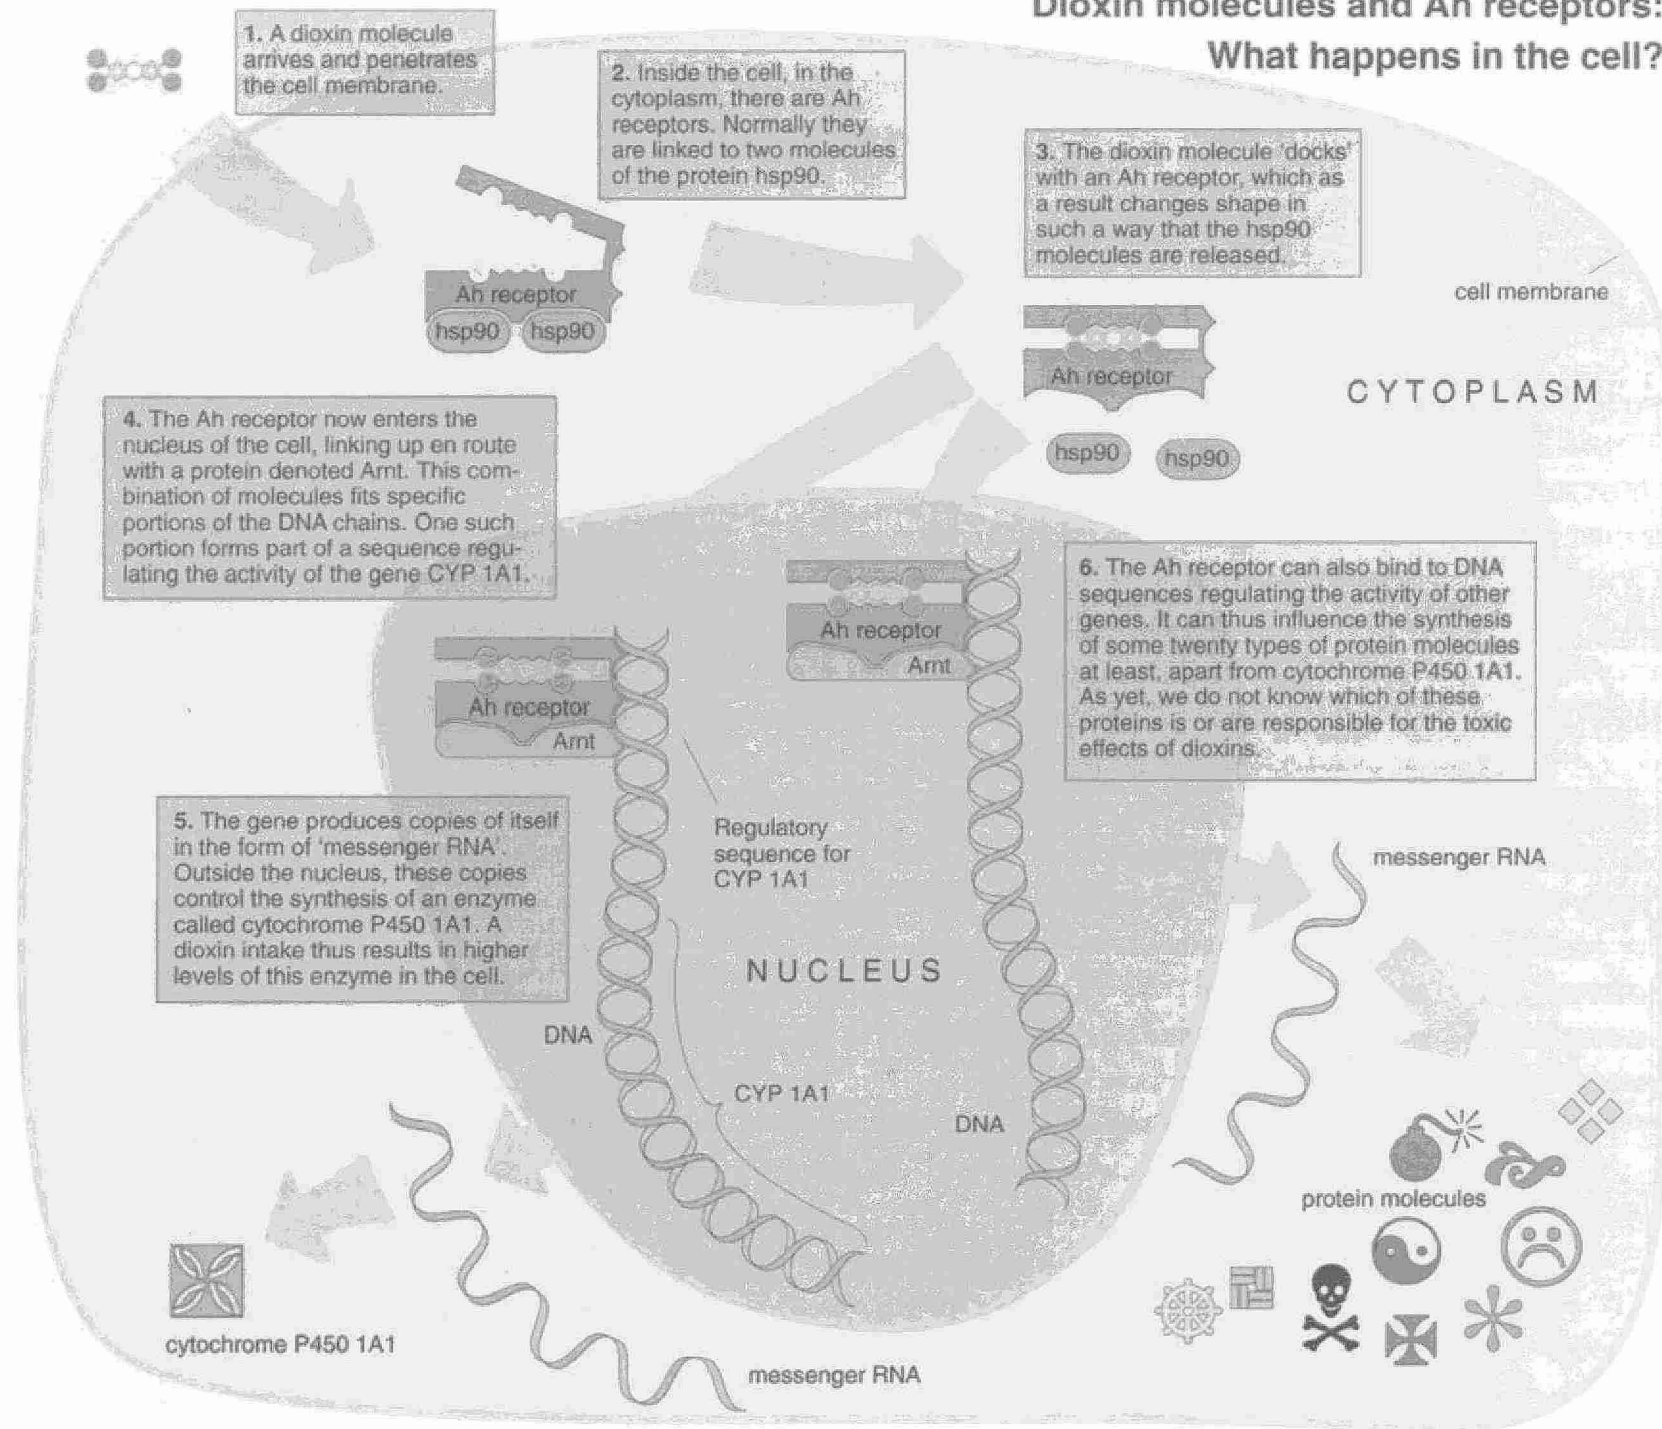 Dioxin molecules and Ah receptors:
What happens in the cell?
1. A dioxin molecule
arrives and penetrates
the cell membrane.
2. Inside the cell, in the
cytoplasm, there are Ah
receptors. Normally they
are linked to two molecules
of the protein hsp90.
3. The dioxin molecule 'docks'
with an Ah receptor, which as
a result changes shape in
such a way that the hsp90
molecules are released.
Ah receptor
hsp90 hsp90
cell membrane
Ah receptor
CYTOPLASM
hsp90 hsp90
4. The Ah receptor now enters the
nucleus of the cell, linking up en route
with a protein denoted Arnt. This com-
bination of molecules fits specific
portions of the DNA chains. One such
portion forms part of a sequence regu-
lating the activity of the gene CYP 1A1.
Ah receptor
Arnt
Ah receptor
Arnt
6. The Ah receptor can also bind to DNA
sequences regulating the activity of other
genes. It can thus influence the synthesis
of some twenty types of protein molecules
at least, apart from cytochrome P450 1A1.
As yet, we do not know which of these
proteins is or are responsible for the toxic
effects of dioxins.
5. The gene produces copies of itself
in the form of 'messenger RNA'.
Outside the nucleus, these copies
control the synthesis of an enzyme
called cytochrome P450 1A1. A
dioxin intake thus results in higher
levels of this enzyme in the cell.
Regulatory
sequence for
CYP 1A1
messenger RNA
NUCLEUS
DNA
CYP 1A1
DNA
protein molecules
cytochrome P450 1A1
messenger RNA